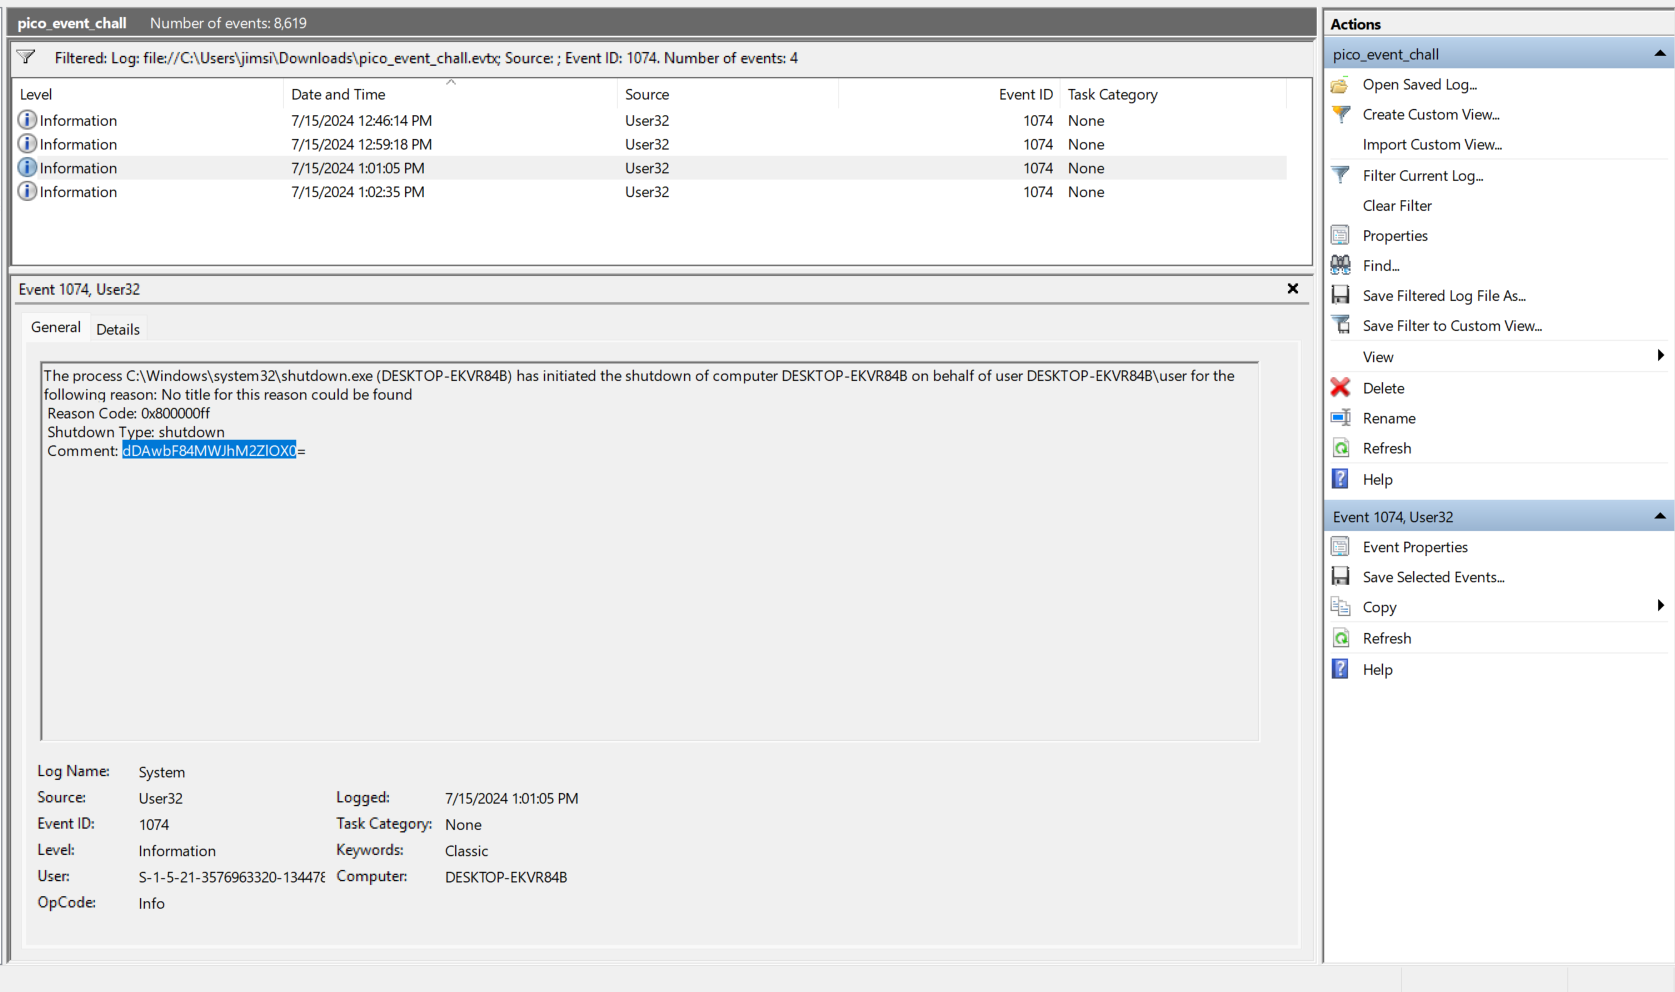 pico_event_chall Number of events: 8,619
Filtered: Log: file://C:\Users\jimsi\Downloads\pico_event_chall.evtx; Source: ; Event ID: 1074. Number of events: 4
Level Date and Time Source Event ID Task Category
Information 7/15/2024 12:46:14 PM User32 1074 None
Information 7/15/2024 12:59:18 PM User32 1074 None
Information 7/15/2024 1:01:05 PM User32 1074 None
Information 7/15/2024 1:02:35 PM User32 1074 None
Event 1074, User32
General Details
The process C:\Windows\system32\shutdown.exe (DESKTOP-EKVR84B) has initiated the shutdown of computer DESKTOP-EKVR84B on behalf of user DESKTOP-EKVR84B\user for the
following reason: No title for this reason could be found
Reason Code: 0x800000ff
Shutdown Type: shutdown
Comment: dDAwbF84MWJhM2ZlOX0=
Log Name: System
Source: User32 Logged: 7/15/2024 1:01:05 PM
Event ID: 1074 Task Category: None
Level: Information Keywords: Classic
User: S-1-5-21-3576963320-134478 Computer: DESKTOP-EKVR84B
OpCode: Info
Actions
pico_event_chall
Open Saved Log...
Create Custom View...
Import Custom View...
Filter Current Log...
Clear Filter
Properties
Find...
Save Filtered Log File As...
Save Filter to Custom View...
View
Delete
Rename
Refresh
Help
Event 1074, User32
Event Properties
Save Selected Events...
Copy
Refresh
Help